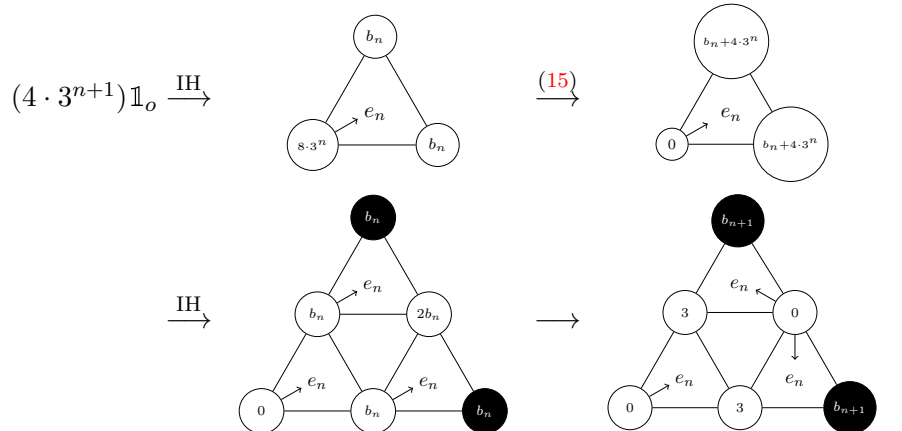 (4 · 3^{n+1})𝟙_o IH ⟶
b_n
8·3^n
e_n
b_n
(15) ⟶
b_n+4·3^n
0
e_n
b_n+4·3^n
IH ⟶
b_n
e_n
b_n
2b_n
e_n
e_n
0
b_n
b_n
⟶
b_{n+1}
e_n
3
0
e_n
e_n
0
3
b_{n+1}